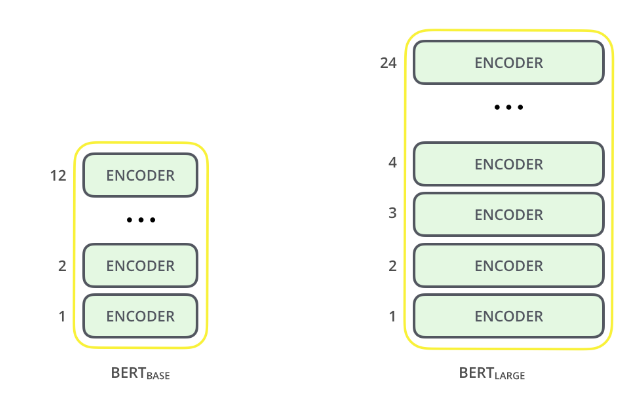 12 ENCODER
...
2 ENCODER
1 ENCODER
BERTBASE
24 ENCODER
...
4 ENCODER
3 ENCODER
2 ENCODER
1 ENCODER
BERTLARGE